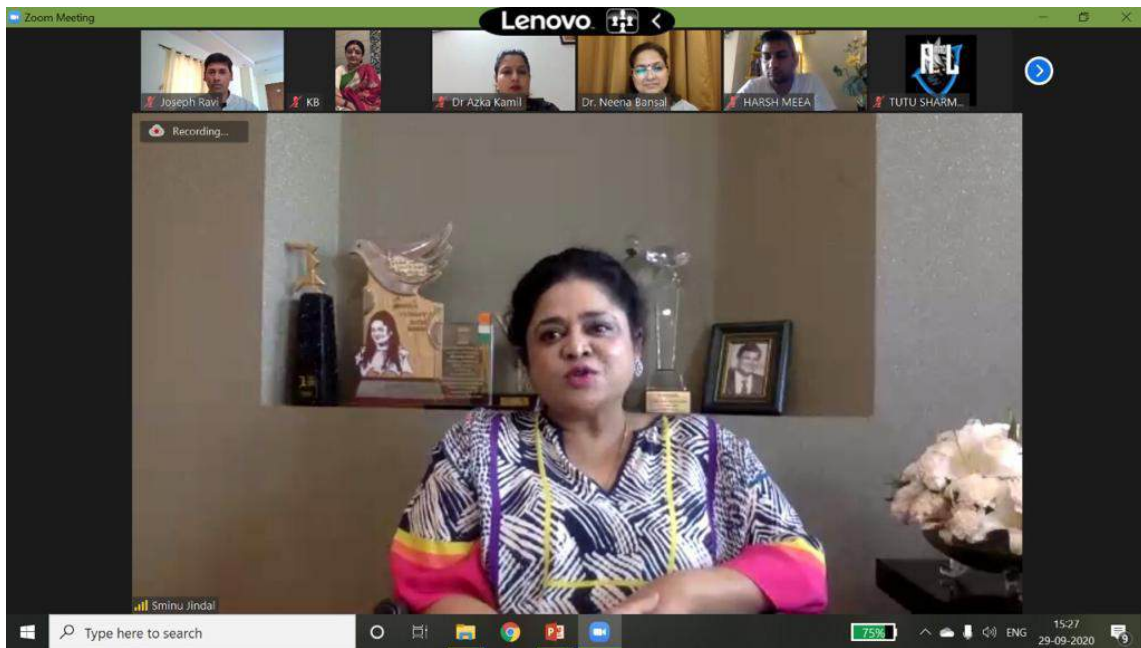 Zoom Meeting
Lenovo
Joseph Ravi
KB
Dr Azka Kamil
Dr. Neena Bansal
HARSH MEEA
TUTU SHARM...
Recording...
Sminu Jindal
Type here to search
75%
ENG
15:27
29-09-2020
9